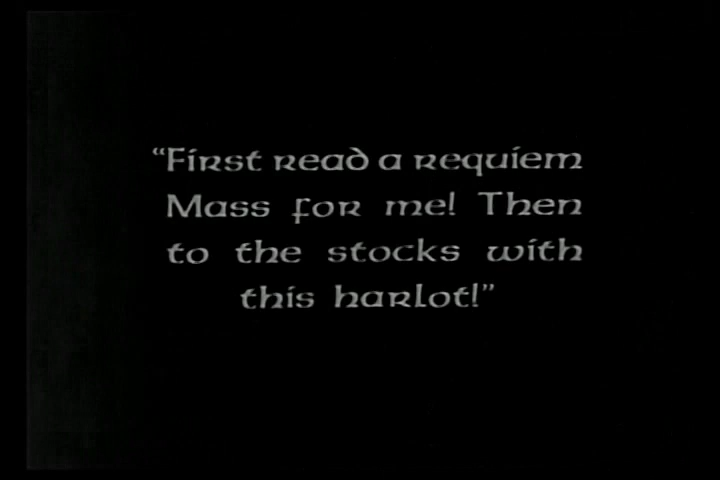 “First read a requiem
Mass for me! Then
to the stocks with
this harlot!”